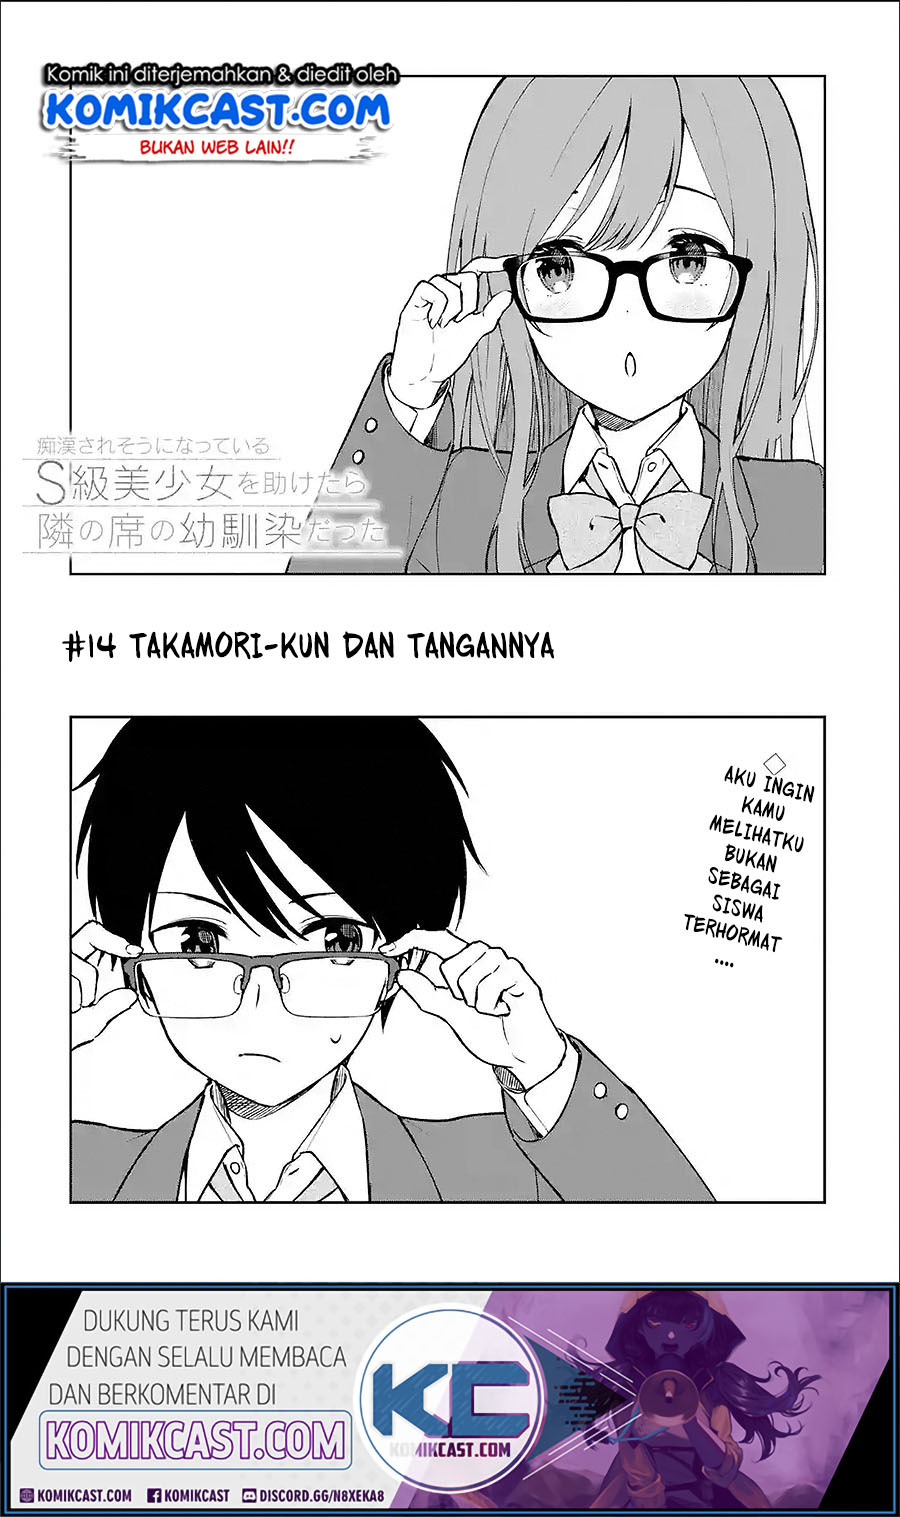 Komik ini diterjemahkan & diedit oleh
KOMIKCAST.COM
BUKAN WEB LAIN!!
痴漢されそうになっている
S級美少女を助けたら
隣の席の幼馴染だった
#14 TAKAMORI-KUN DAN TANGANNYA
AKU INGIN
KAMU
MELIHATKU
BUKAN
SEBAGAI
SISWA
TERHORMAT
....
DUKUNG TERUS KAMI
DENGAN SELALU MEMBACA
DAN BERKOMENTAR DI
KOMIKCAST.COM
KC
KOMIKCAST.COM
KOMIKCAST.COM KOMIKCAST DISCORD.GG/N8XEKA8